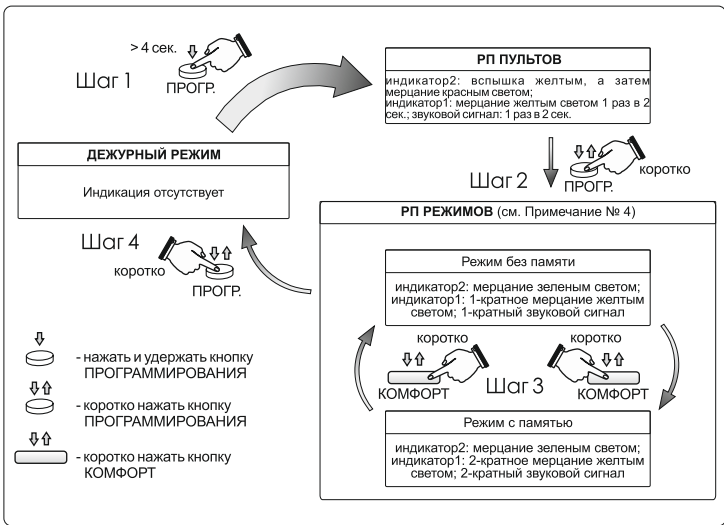 > 4 сек.
Шаг 1
ПРОГР.
РП ПУЛЬТОВ
индикатор2: вспышка желтым, а затем
мерцание красным светом;
индикатор1: мерцание желтым светом 1 раз в 2
сек.; звуковой сигнал: 1 раз в 2 сек.
ДЕЖУРНЫЙ РЕЖИМ
Индикация отсутствует
Шаг 2
коротко
ПРОГР.
РП РЕЖИМОВ (см. Примечание № 4)
Шаг 4
коротко
ПРОГР.
Режим без памяти
индикатор2: мерцание зеленым светом;
индикатор1: 1-кратное мерцание желтым
светом; 1-кратный звуковой сигнал
коротко
коротко
Шаг 3
КОМФОРТ
КОМФОРТ
Режим с памятью
индикатор2: мерцание зеленым светом;
индикатор1: 2-кратное мерцание желтым
светом; 2-кратный звуковой сигнал
- нажать и удержать кнопку
ПРОГРАММИРОВАНИЯ
- коротко нажать кнопку
ПРОГРАММИРОВАНИЯ
- коротко нажать кнопку
КОМФОРТ